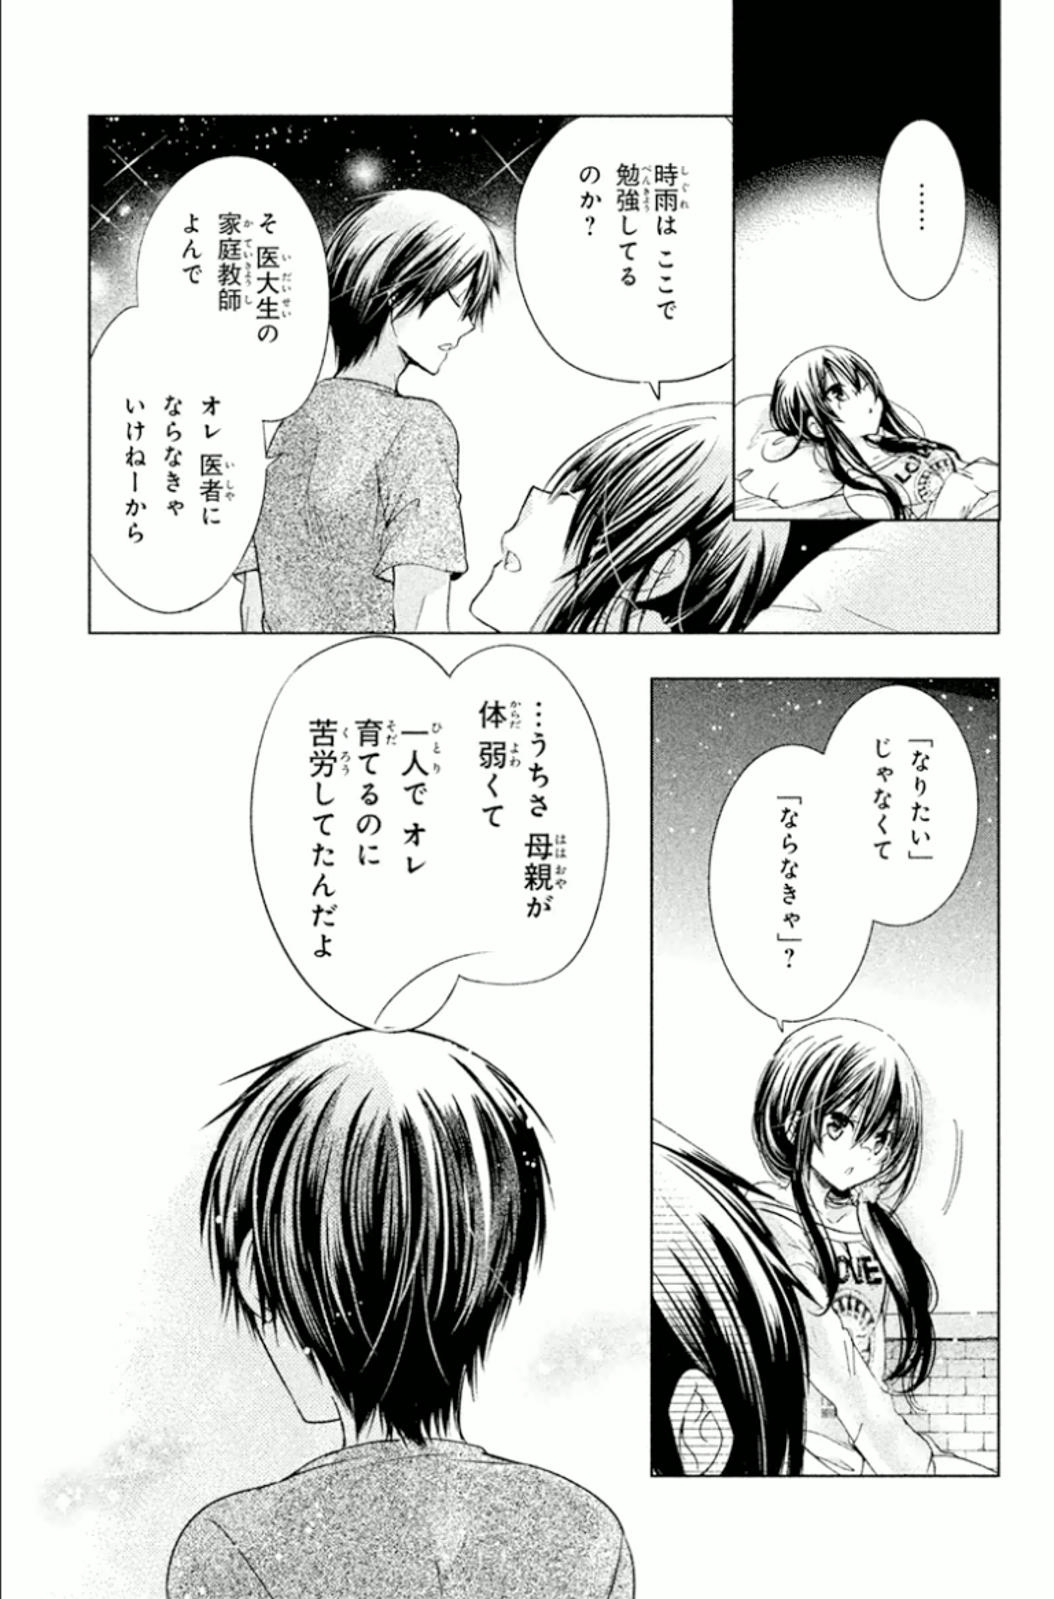 ……
時雨は ここで
勉強してる
のか?
そ 医大生の
家庭教師
よんで
オレ 医者に
ならなきゃ
いけねーから
「なりたい」
じゃなくて
「ならなきゃ」?
…うちさ 母親が
体 弱くて
一人で オレ
育てるのに
苦労してたんだよ
LOVE